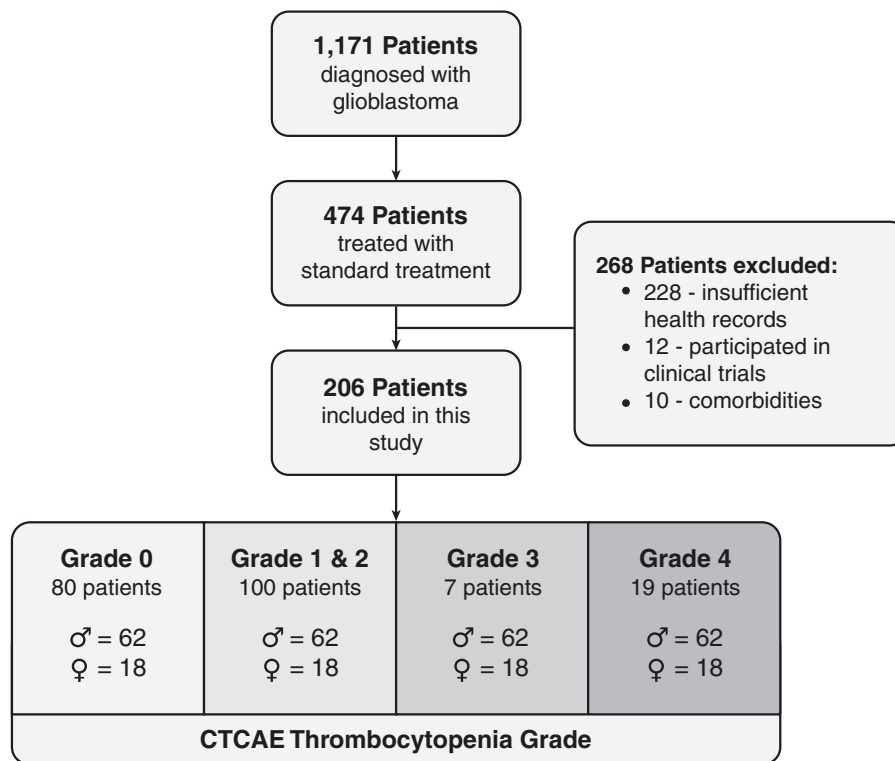 1,171 Patients
diagnosed with
glioblastoma
474 Patients
treated with
standard treatment
268 Patients excluded:
• 228 - insufficient
health records
• 12 - participated in
clinical trials
• 10 - comorbidities
206 Patients
included in this
study
Grade 0
80 patients
♂ = 62
♀ = 18
Grade 1 & 2
100 patients
♂ = 62
♀ = 18
Grade 3
7 patients
♂ = 62
♀ = 18
Grade 4
19 patients
♂ = 62
♀ = 18
CTCAE Thrombocytopenia Grade